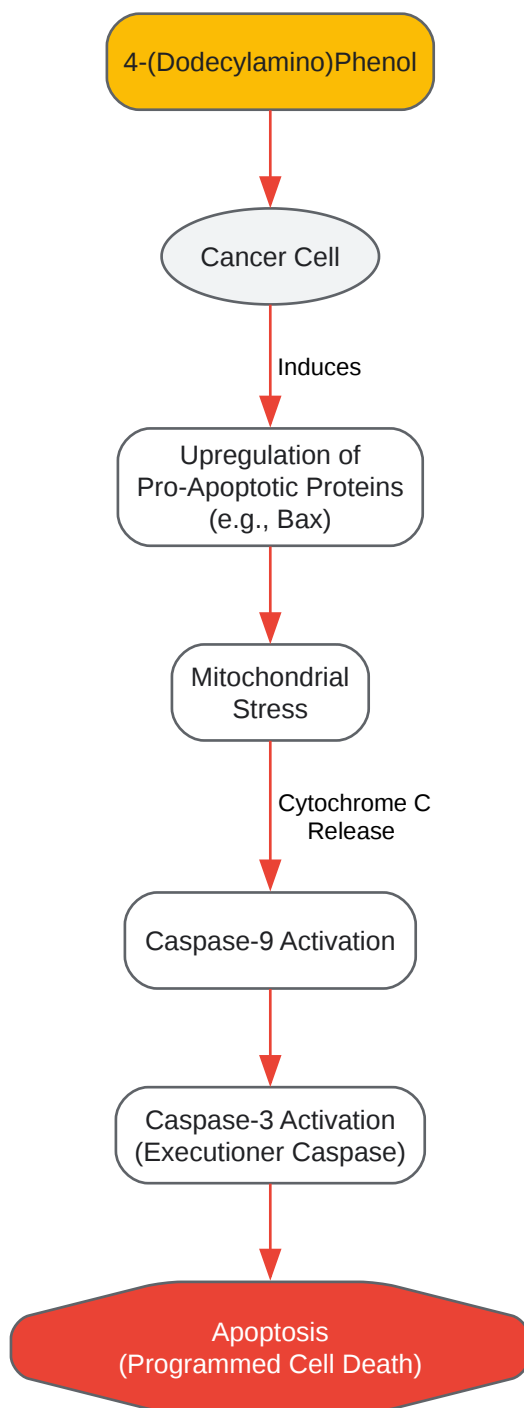 4-(Dodecylamino)Phenol
Cancer Cell
Induces
Upregulation of
Pro-Apoptotic Proteins
(e.g., Bax)
Mitochondrial
Stress
Cytochrome C
Release
Caspase-9 Activation
Caspase-3 Activation
(Executioner Caspase)
Apoptosis
(Programmed Cell Death)